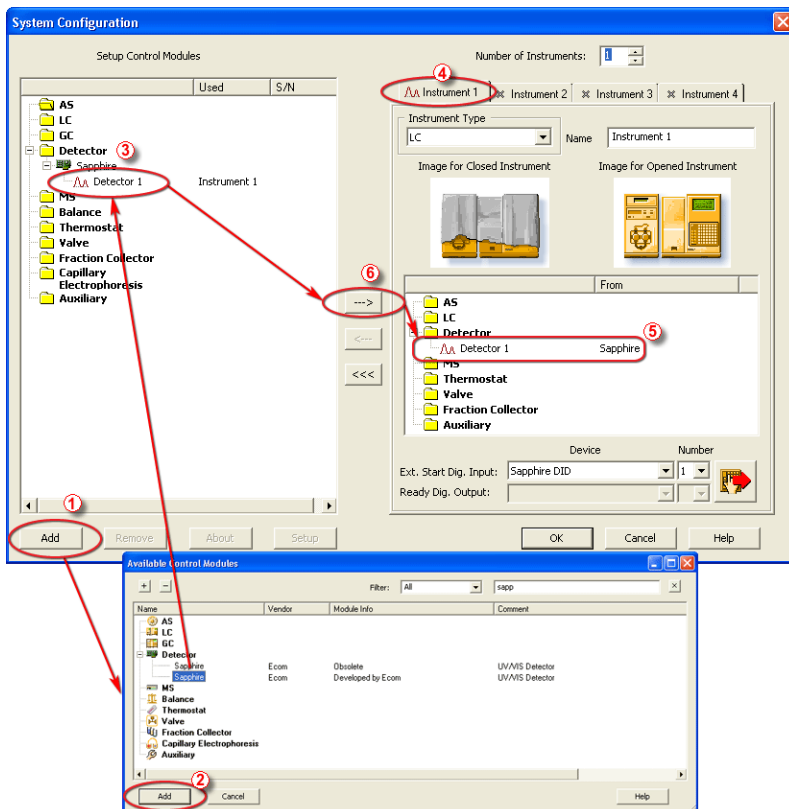 System Configuration
Setup Control Modules
Number of Instruments: 1
Used S/N
AS
LC
GC
Detector ③
Sapphire
Detector 1 Instrument 1
MS
Balance
Thermostat
Valve
Fraction Collector
Capillary
Electrophoresis
Auxiliary
④
Instrument 1 Instrument 2 Instrument 3 Instrument 4
Instrument Type
LC Name Instrument 1
Image for Closed Instrument Image for Opened Instrument
⑥
--->
<---
<<<
From
AS
LC
Detector ⑤
Detector 1 Sapphire
MS
Thermostat
Valve
Fraction Collector
Auxiliary
Device Number
Ext. Start Dig. Input: Sapphire DID 1
Ready Dig. Output:
①
Add Remove About Setup OK Cancel Help
Available Control Modules
+ - Filter: All sapp
Name Vendor Module Info Comment
AS
LC
GC
Detector
Sapphire Ecom Obsolete UV/VIS Detector
Sapphire Ecom Developed by Ecom UV/VIS Detector
MS
Balance
Thermostat
Valve
Fraction Collector
Capillary Electrophoresis
Auxiliary
②
Add Cancel Help